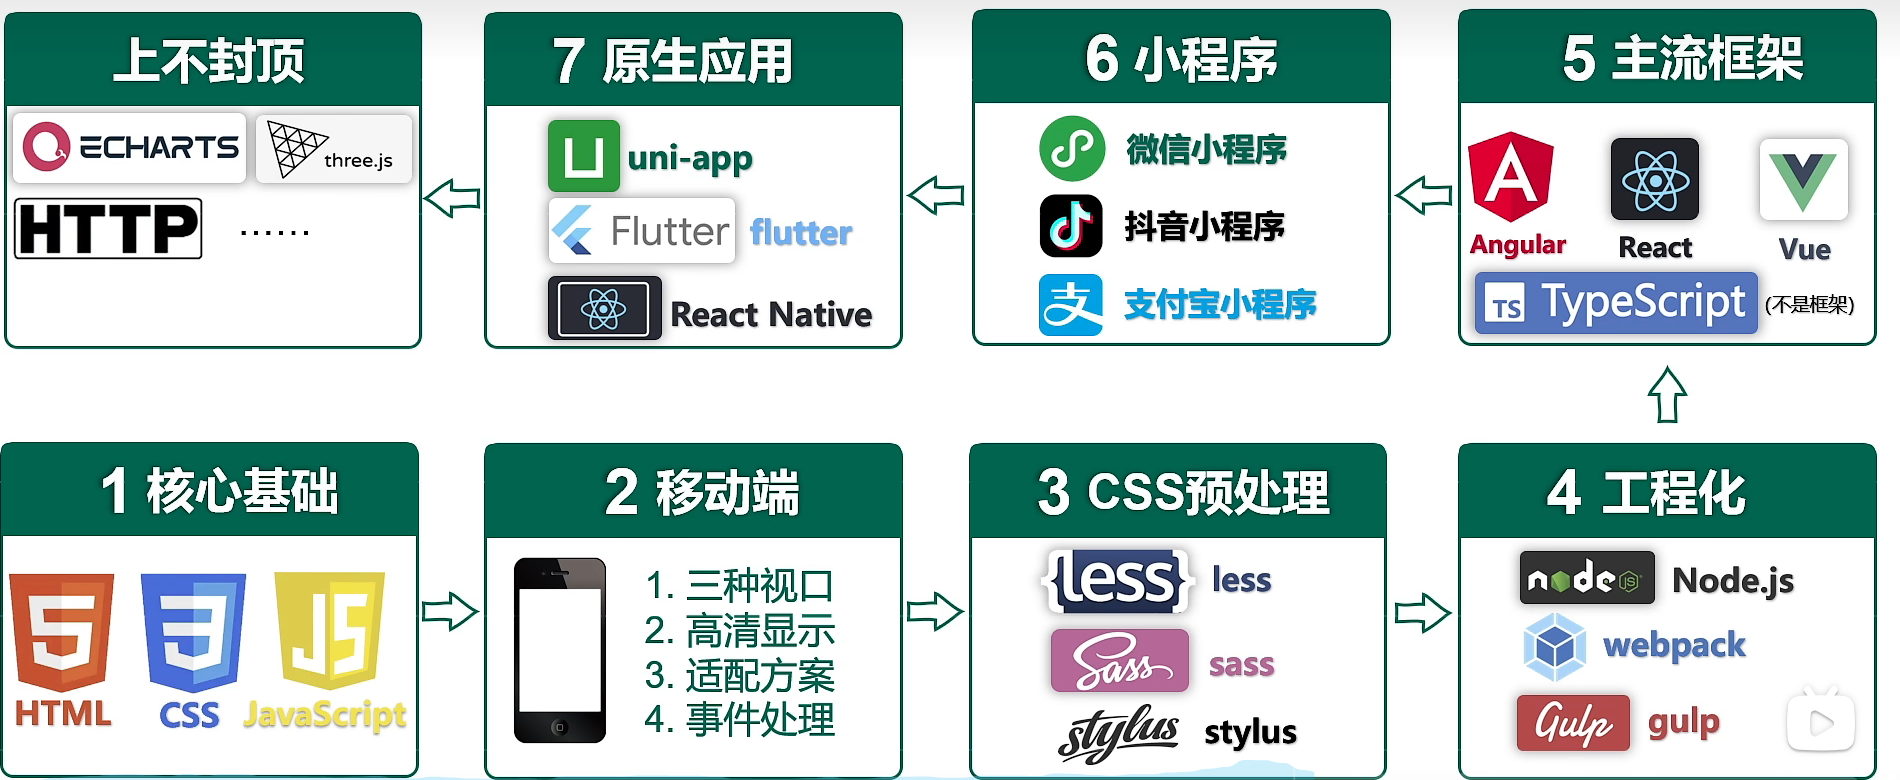 上不封顶
ECHARTS
three.js
HTTP
······
7 原生应用
uni-app
Flutter flutter
React Native
6 小程序
微信小程序
抖音小程序
支 支付宝小程序
5 主流框架
A
Angular
React
Vue
TS TypeScript (不是框架)
1 核心基础
5
3
JS
HTML
CSS
JavaScript
2 移动端
1. 三种视口
2. 高清显示
3. 适配方案
4. 事件处理
3 CSS预处理
{less} less
Sass sass
stylus stylus
4 工程化
node JS Node.js
webpack
Gulp gulp